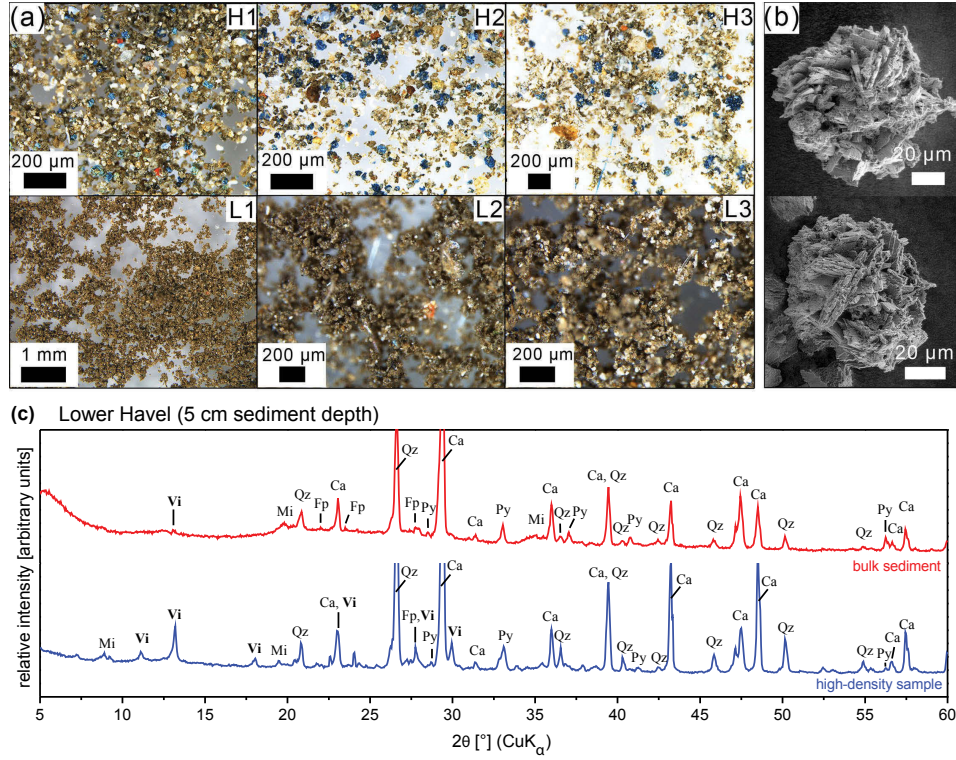 (a)
H1
H2
H3
(b)
200 µm
200 µm
200 µm
20 µm
L1
L2
L3
1 mm
200 µm
200 µm
20 µm
(c) Lower Havel (5 cm sediment depth)
relative intensity [arbitrary units]
Vi
Mi
Qz
Fp
Ca
Fp
Qz
Fp
Py
Ca
Ca
Py
Mi
Ca
Qz
Py
Ca, Qz
Qz
Py
Qz
Ca
Qz
Ca
Ca
Qz
Qz
Py
Ca
Ca
bulk sediment
Mi
Vi
Vi
Vi
Mi
Qz
Ca, Vi
Qz
Fp,Vi
Py
Ca
Vi
Ca
Py
Ca
Qz
Ca, Qz
Qz
Py
Qz
Ca
Qz
Ca
Ca
Qz
Qz
Py
Ca
Ca
high-density sample
5
10
15
20
25
30
35
40
45
50
55
60
2θ [°] (CuKα)